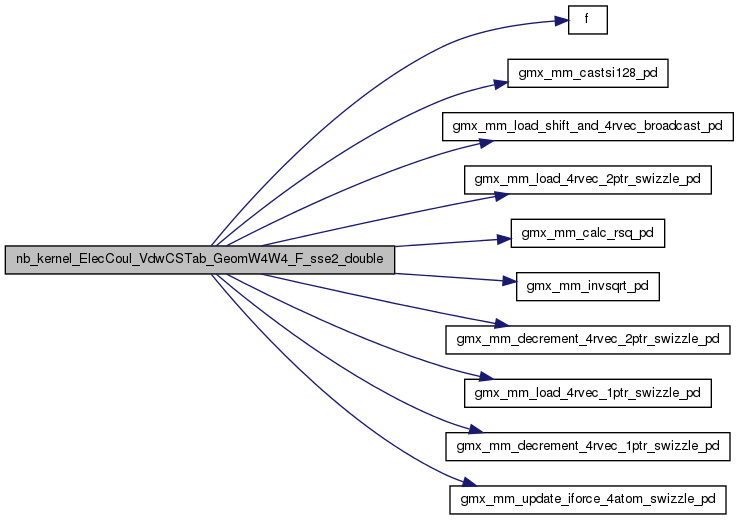 f
gmx_mm_castsi128_pd
gmx_mm_load_shift_and_4rvec_broadcast_pd
gmx_mm_load_4rvec_2ptr_swizzle_pd
gmx_mm_calc_rsq_pd
nb_kernel_ElecCoul_VdwCSTab_GeomW4W4_F_sse2_double
gmx_mm_invsqrt_pd
gmx_mm_decrement_4rvec_2ptr_swizzle_pd
gmx_mm_load_4rvec_1ptr_swizzle_pd
gmx_mm_decrement_4rvec_1ptr_swizzle_pd
gmx_mm_update_iforce_4atom_swizzle_pd